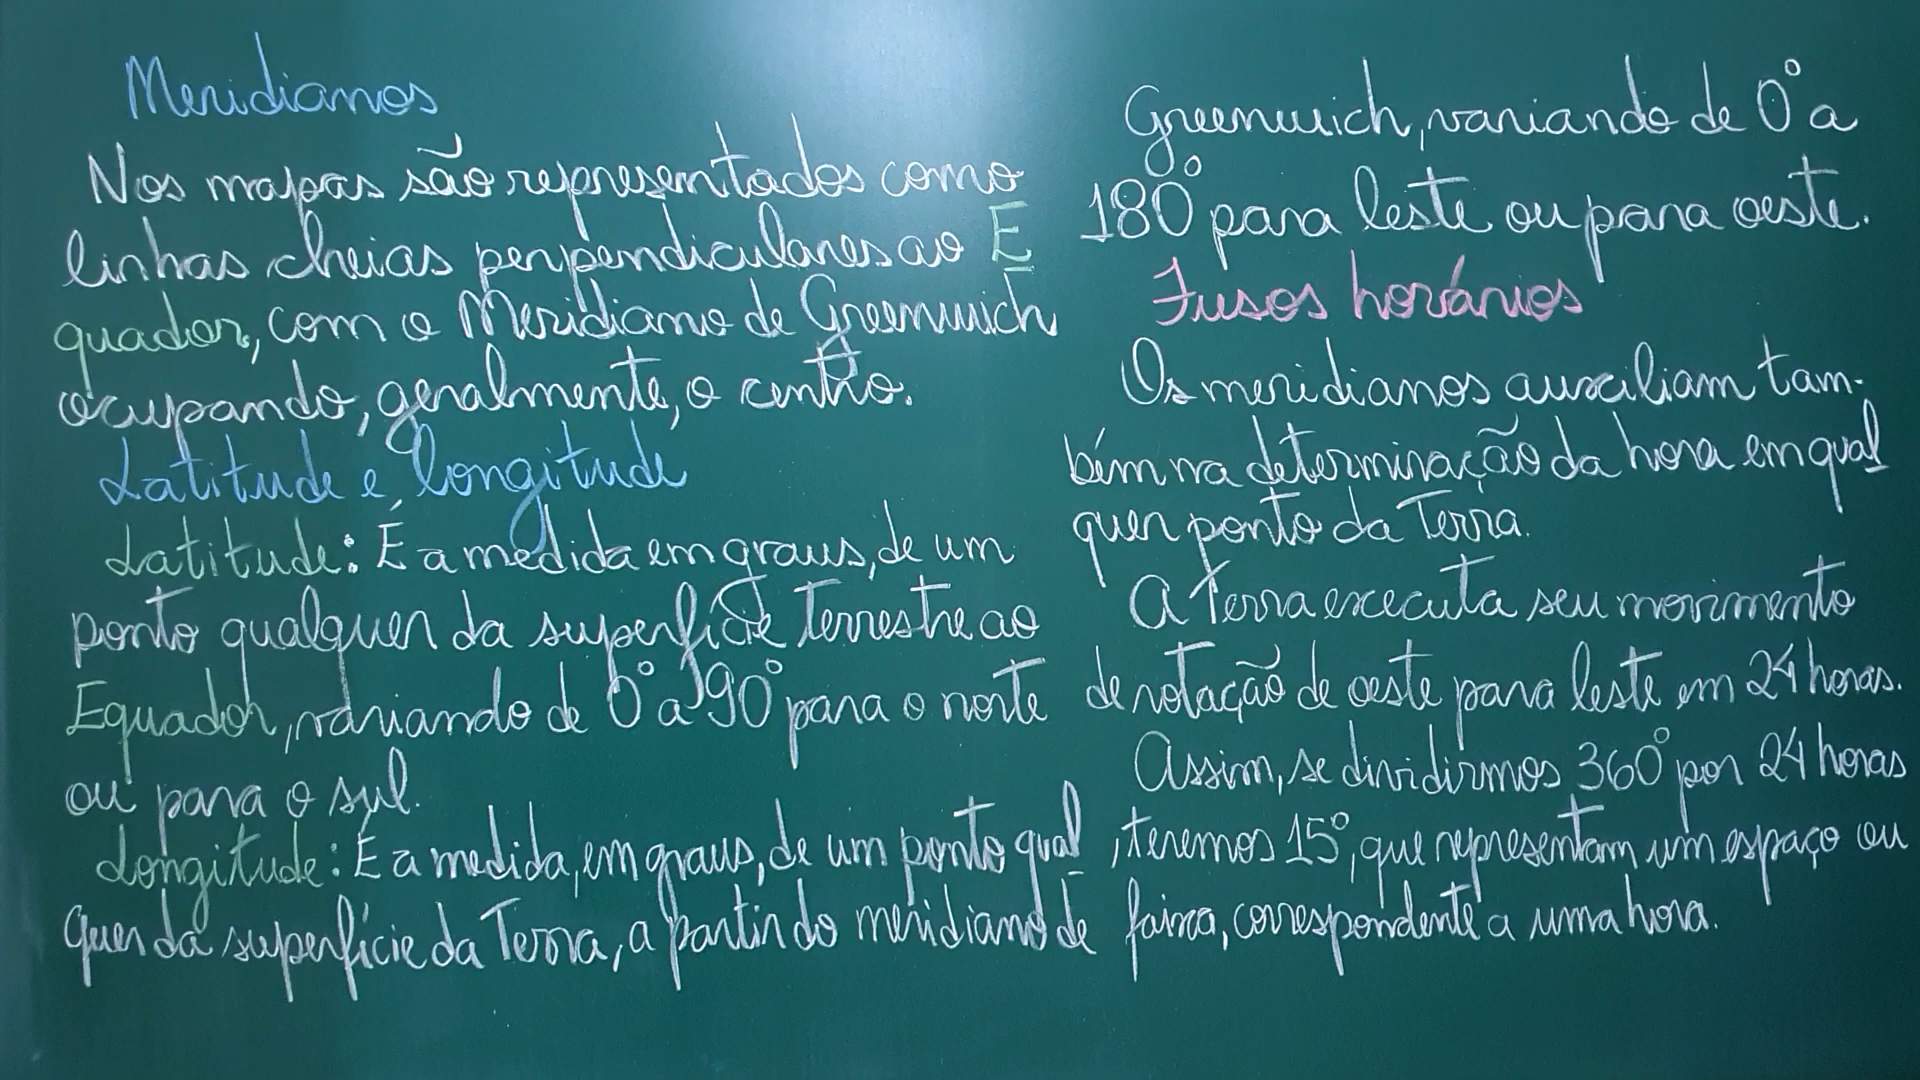 Meridianos
Nos mapas são representados como
linhas cheias perpendiculares ao E
quador, com o Meridiano de Greenwich
ocupando, geralmente, o centro.
Latitude e longitude
Latitude: É a medida em graus, de um
ponto qualquer da superfície terrestre ao
Equador, variando de 0° a 90° para o norte
ou para o sul.
Longitude: É a medida, em graus, de um ponto qual
quer da superfície da Terra, a partir do meridiano de
Greenwich, variando de 0° a
180° para leste ou para oeste.
Fusos horários
Os meridianos auxiliam tam-
bém na determinação da hora em qual
quer ponto da Terra.
A Terra executa seu movimento
de rotação de oeste para leste em 24 horas.
Assim, se dividirmos 360° por 24 horas
, teremos 15°, que representam um espaço ou
faixa, correspondente a uma hora.